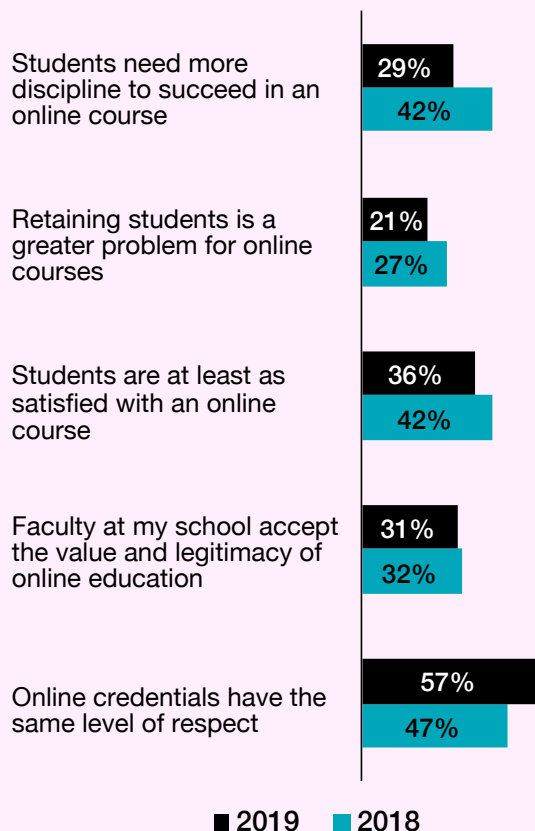 Students need more
discipline to succeed in an
online course
29%
42%
Retaining students is a
greater problem for online
courses
21%
27%
Students are at least as
satisfied with an online
course
36%
42%
Faculty at my school accept
the value and legitimacy of
online education
31%
32%
Online credentials have the
same level of respect
57%
47%
2019 2018